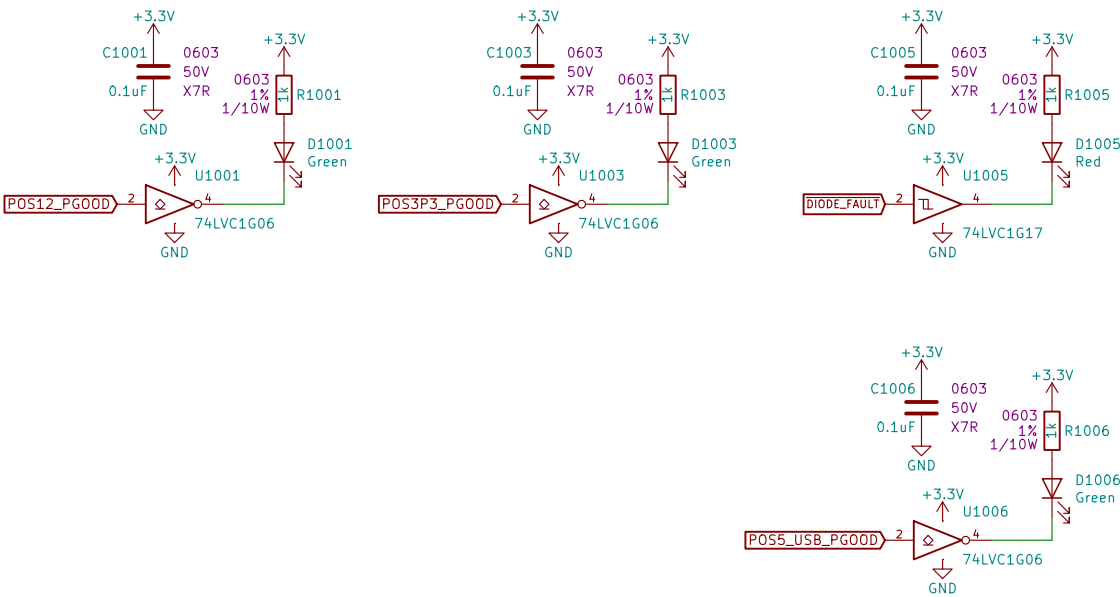 +3.3V
C1001
0603
50V
X7R
0.1uF
GND
+3.3V
0603
1%
1/10W
1k
R1001
D1001
Green
+3.3V
U1001
POS12_PGOOD
2
4
74LVC1G06
GND
+3.3V
C1003
0603
50V
X7R
0.1uF
GND
+3.3V
0603
1%
1/10W
1k
R1003
D1003
Green
+3.3V
U1003
POS3P3_PGOOD
2
4
74LVC1G06
GND
+3.3V
C1005
0603
50V
X7R
0.1uF
GND
+3.3V
0603
1%
1/10W
1k
R1005
D1005
Red
+3.3V
U1005
DIODE_FAULT
2
4
74LVC1G17
GND
+3.3V
C1006
0603
50V
X7R
0.1uF
GND
+3.3V
0603
1%
1/10W
1k
R1006
D1006
Green
+3.3V
U1006
POS5_USB_PGOOD
2
4
74LVC1G06
GND